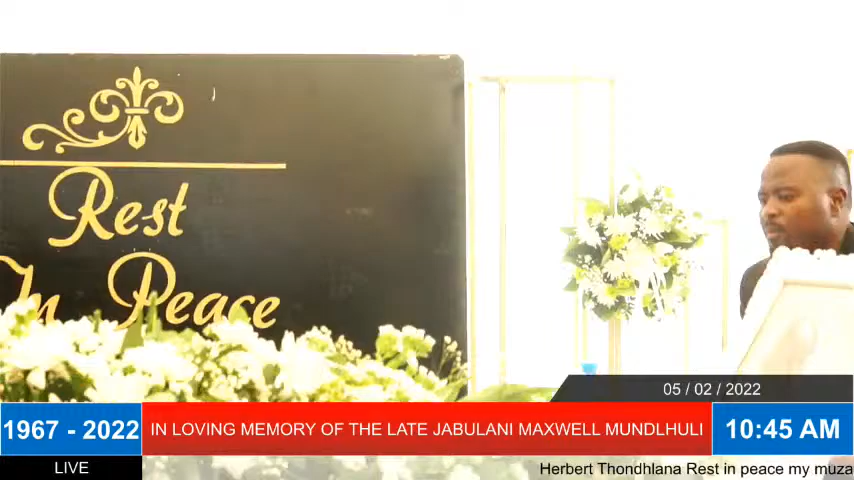 Rest
In Peace
05 / 02 / 2022
1967 - 2022
IN LOVING MEMORY OF THE LATE JABULANI MAXWELL MUNDLHULI
10:45 AM
LIVE
Herbert Thondhlana Rest in peace my muza